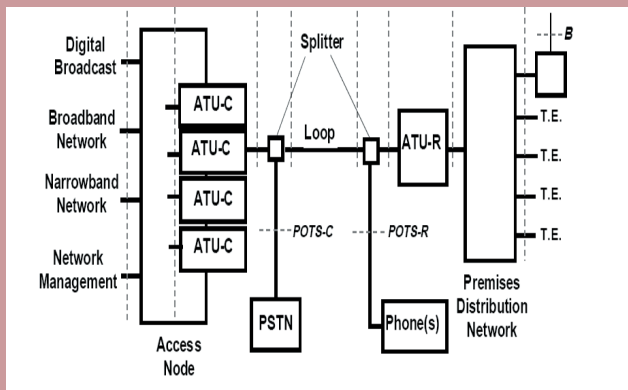 Digital
Broadcast
Broadband
Network
Narrowband
Network
Network
Management
Access
Node
ATU-C
ATU-C
ATU-C
ATU-C
Splitter
Loop
POTS-C
POTS-R
PSTN
Phone(s)
ATU-R
Premises
Distribution
Network
B
T.E.
T.E.
T.E.
T.E.